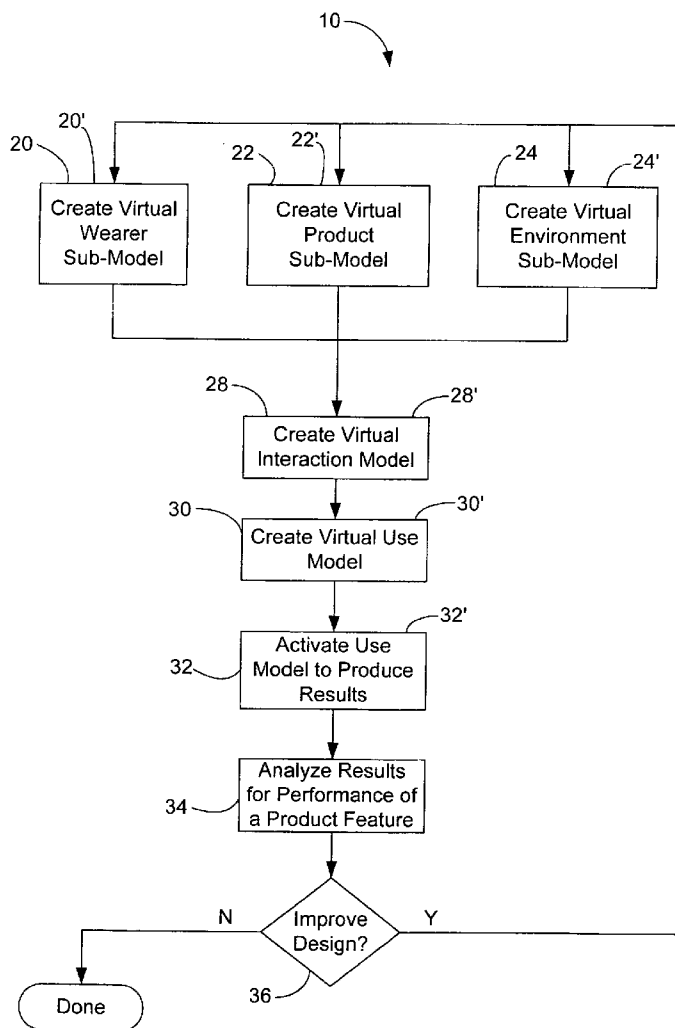 10
20
20'
22
22'
24
24'
Create Virtual
Wearer
Sub-Model
Create Virtual
Product
Sub-Model
Create Virtual
Environment
Sub-Model
28
28'
Create Virtual
Interaction Model
30
30'
Create Virtual Use
Model
32
32'
Activate Use
Model to Produce
Results
34
Analyze Results
for Performance of
a Product Feature
N
Improve
Design?
Y
36
Done